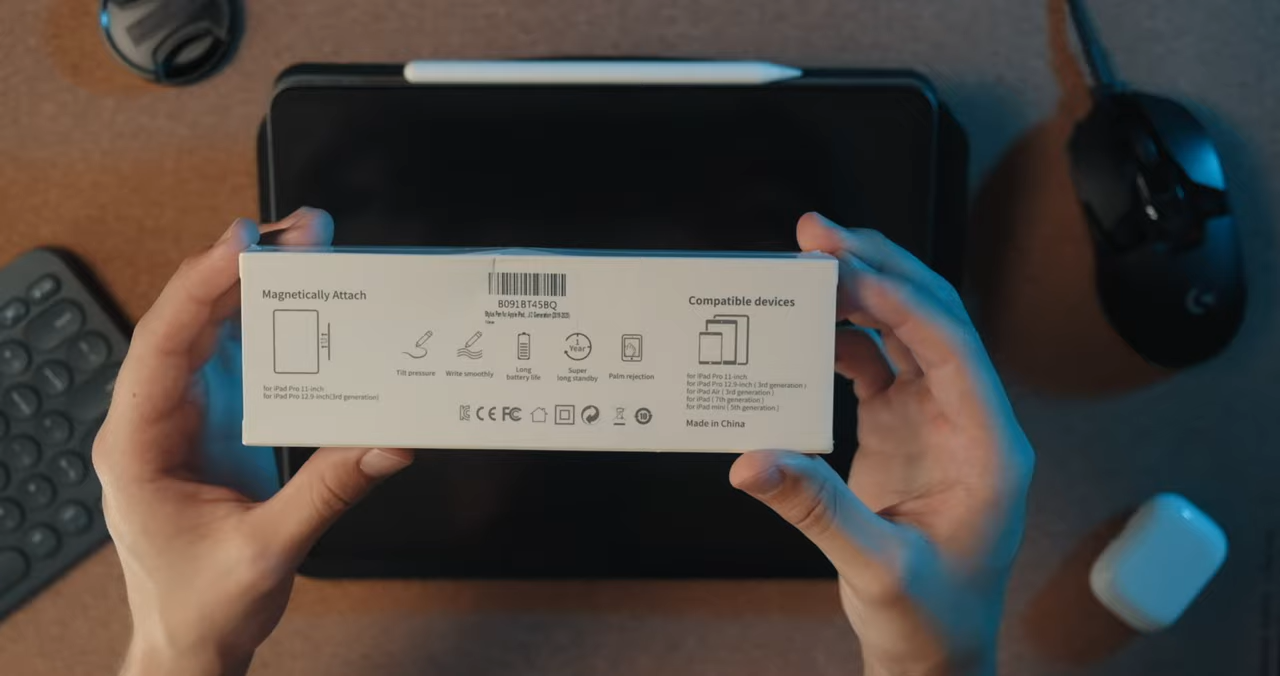 Magnetically Attach
for iPad Pro 11-inch
for iPad Pro 12.9-inch(3rd generation)
B091BT45BQ
Tilt pressure
Write smoothly
Long
battery life
1
Year
Super
long standby
Palm rejection
CE FC
10
Compatible devices
for iPad Pro 11-inch
for iPad Pro 12.9-inch ( 3rd generation )
for iPad Air ( 3rd generation )
for iPad ( 7th generation )
for iPad mini ( 5th generation )
Made in China
G